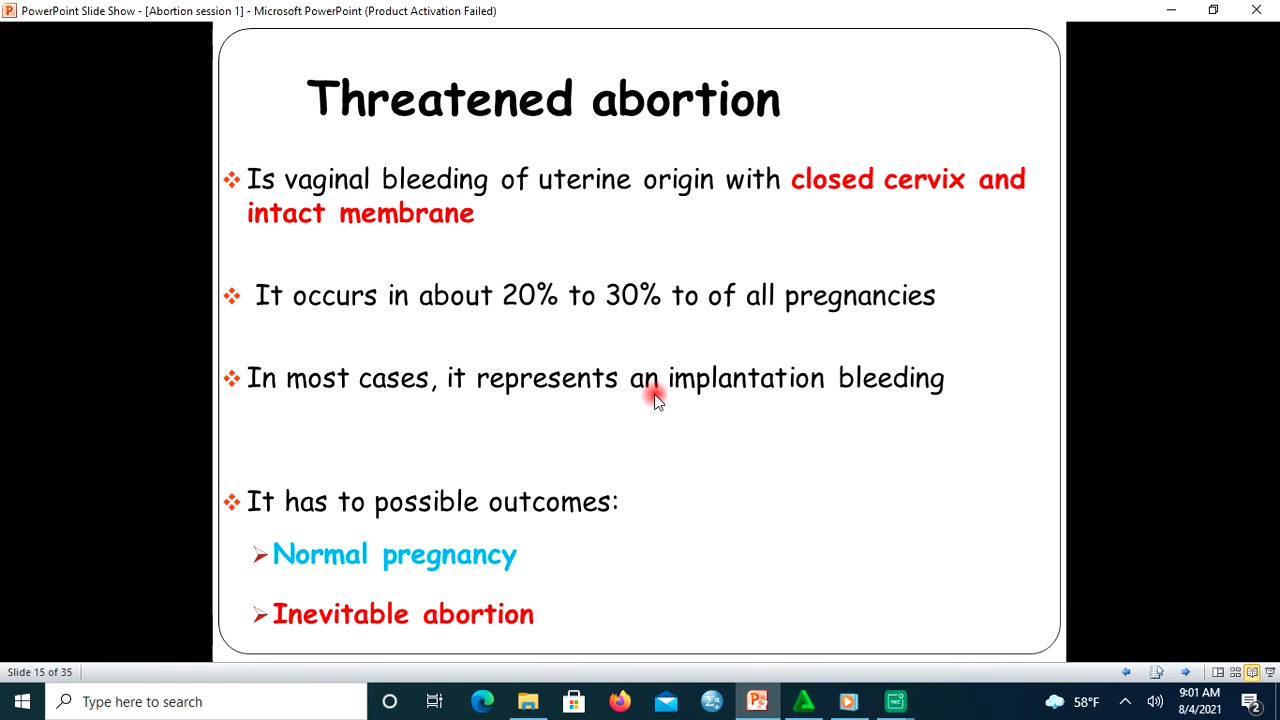 PowerPoint Slide Show - [Abortion session 1] - Microsoft PowerPoint (Product Activation Failed)
Threatened abortion
Is vaginal bleeding of uterine origin with closed cervix and
intact membrane
It occurs in about 20% to 30% to of all pregnancies
In most cases, it represents an implantation bleeding
It has to possible outcomes:
Normal pregnancy
Inevitable abortion
Slide 15 of 35
Type here to search
58°F
9:01 AM
8/4/2021
2